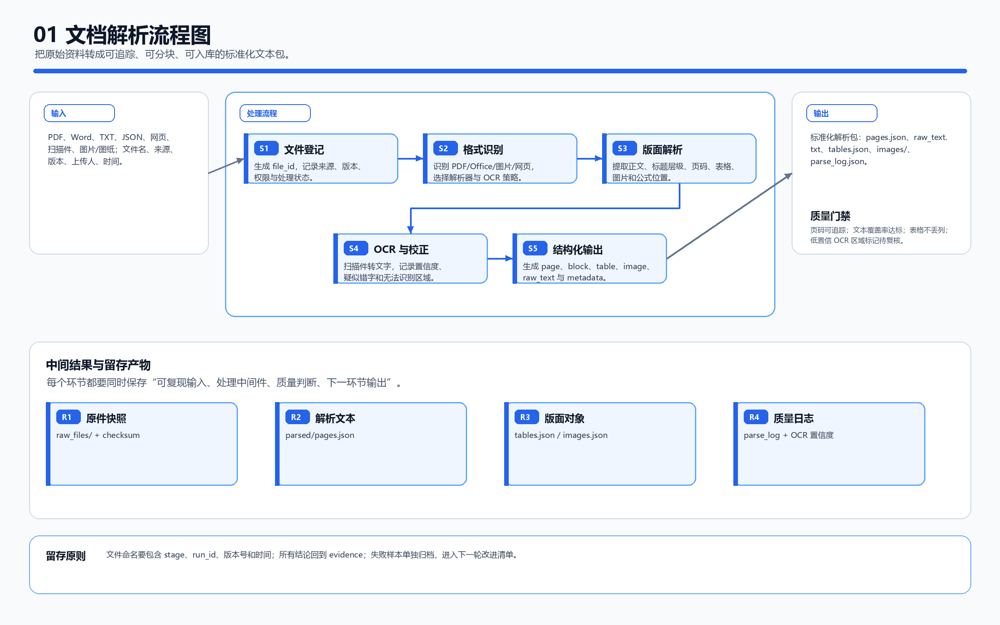 01 文档解析流程图
把原始资料转成可追踪、可分块、可入库的标准化文本包。
输入
PDF、Word、TXT、JSON、网页、
扫描件、图片/图纸；文件名、来源、
版本、上传人、时间。
处理流程
S1 文件登记
生成 file_id，记录来源、版本、
权限与处理状态。
S2 格式识别
识别 PDF/Office/图片/网页，
选择解析器与 OCR 策略。
S3 版面解析
提取正文、标题层级、页码、表格、
图片和公式位置。
S4 OCR 与校正
扫描件转文字，记录置信度、
疑似错字和无法识别区域。
S5 结构化输出
生成 page、block、table、image、
raw_text 与 metadata。
输出
标准化解析包：pages.json、raw_text.
txt、tables.json、images/、
parse_log.json。
质量门禁
页码可追踪；文本覆盖率达标；表格不丢列；
低置信 OCR 区域标记待复核。
中间结果与留存产物
每个环节都要同时保存“可复现输入、处理中间件、质量判断、下一环节输出”。
R1 原件快照
raw_files/ + checksum
R2 解析文本
parsed/pages.json
R3 版面对象
tables.json / images.json
R4 质量日志
parse_log + OCR 置信度
留存原则
文件命名要包含 stage、run_id、版本号和时间；所有结论回到 evidence；失败样本单独归档，进入下一轮改进清单。